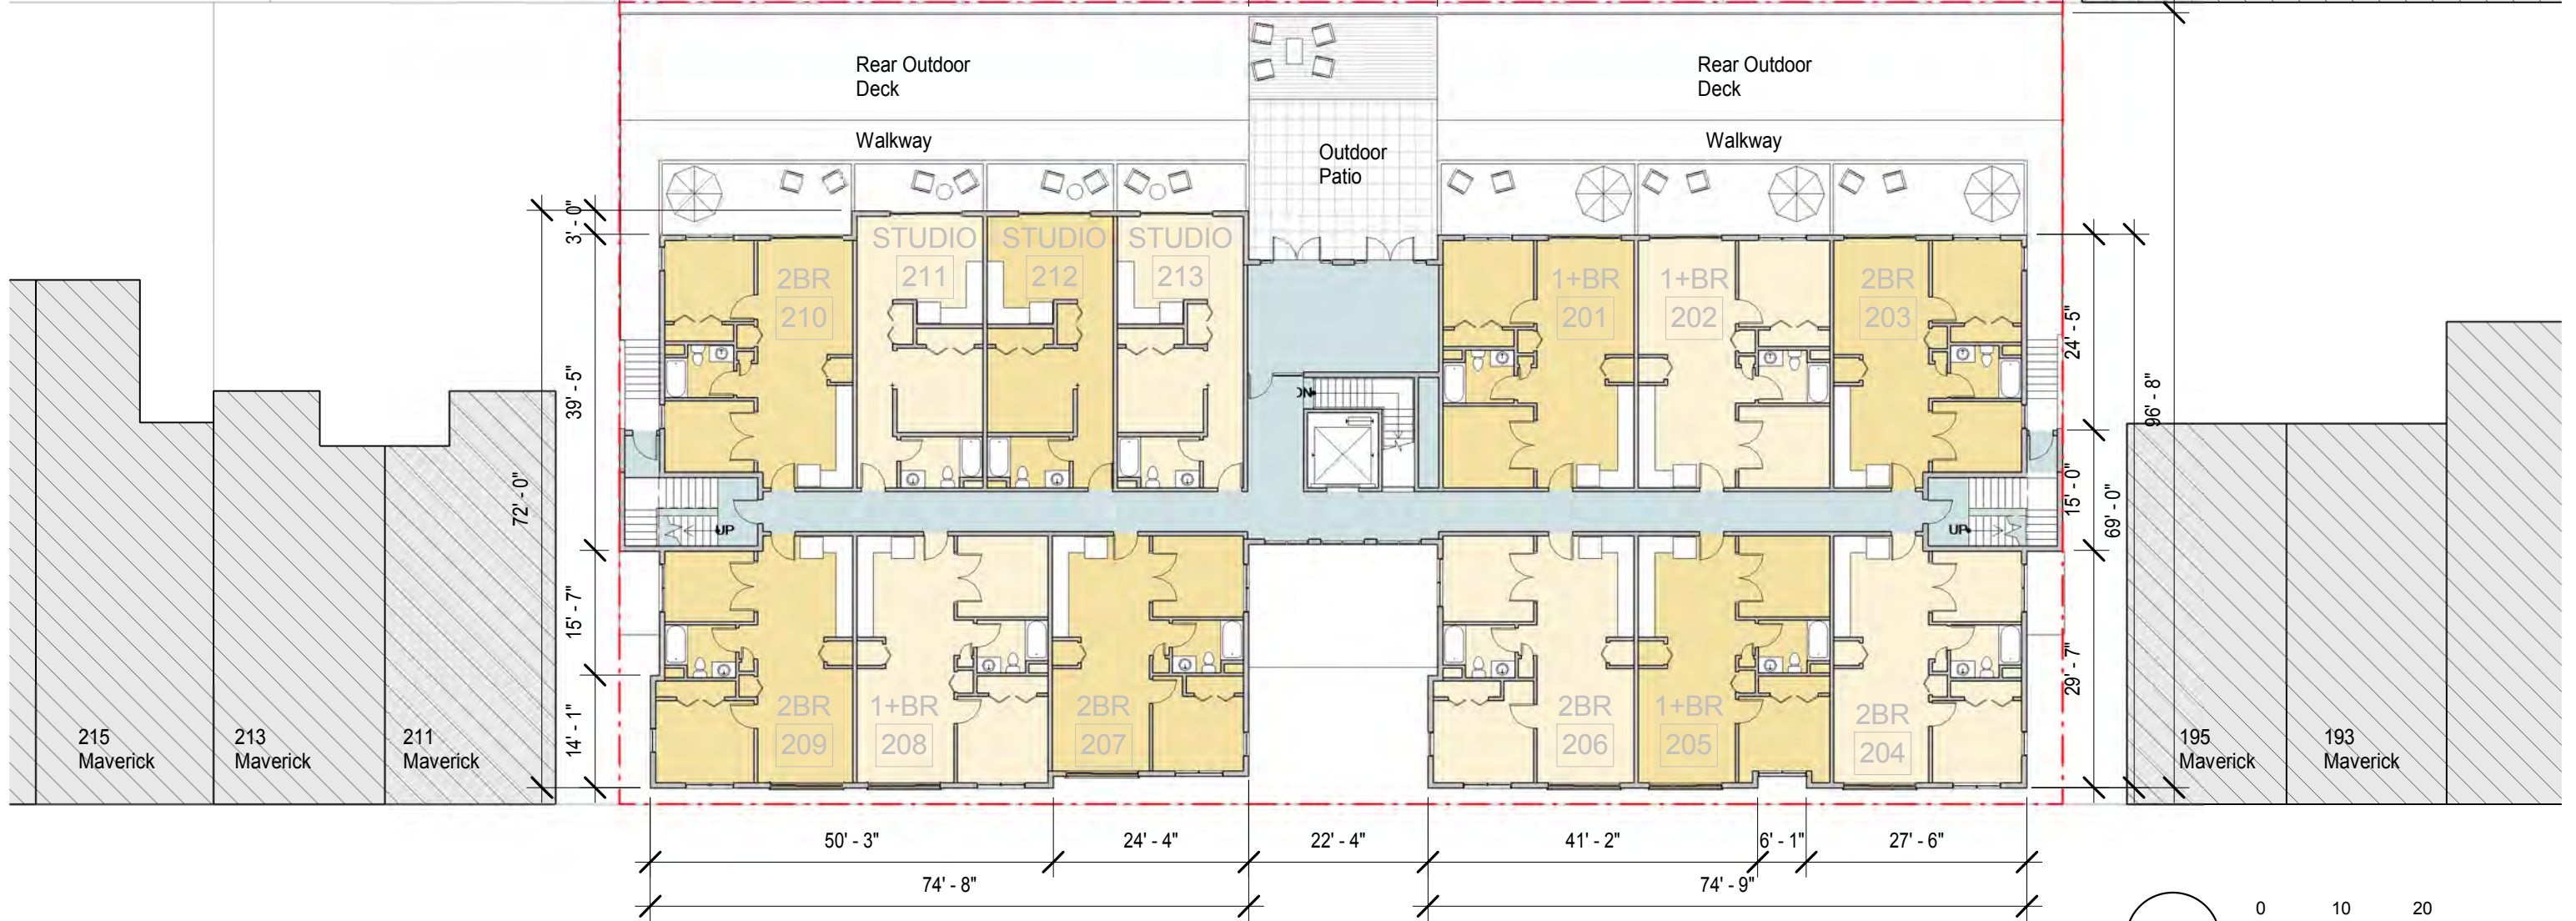 Rear Outdoor
Deck
Rear Outdoor
Deck
Walkway
Walkway
Outdoor
Patio
3' - 0"
STUDIO
211
STUDIO
212
STUDIO
213
2BR
210
1+BR
201
1+BR
202
2BR
203
24' - 5"
39' - 5"
96' - 8"
DN
72' - 0"
15' - 0"
69' - 0"
UP
UP
15' - 7"
29' - 7"
14' - 1"
2BR
209
1+BR
208
2BR
207
2BR
206
1+BR
205
2BR
204
215
Maverick
213
Maverick
211
Maverick
195
Maverick
193
Maverick
50' - 3"
24' - 4"
22' - 4"
41' - 2"
6' - 1"
27' - 6"
74' - 8"
74' - 9"
0
10
20